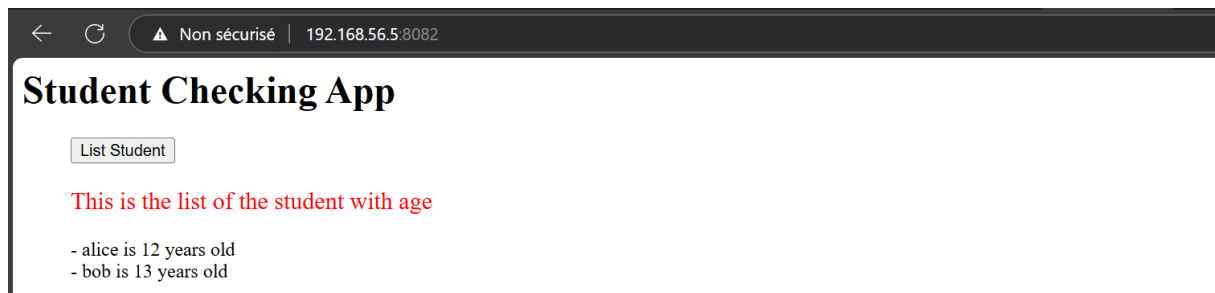 Non sécurisé | 192.168.56.5:8082
Student Checking App
List Student
This is the list of the student with age
- alice is 12 years old
- bob is 13 years old